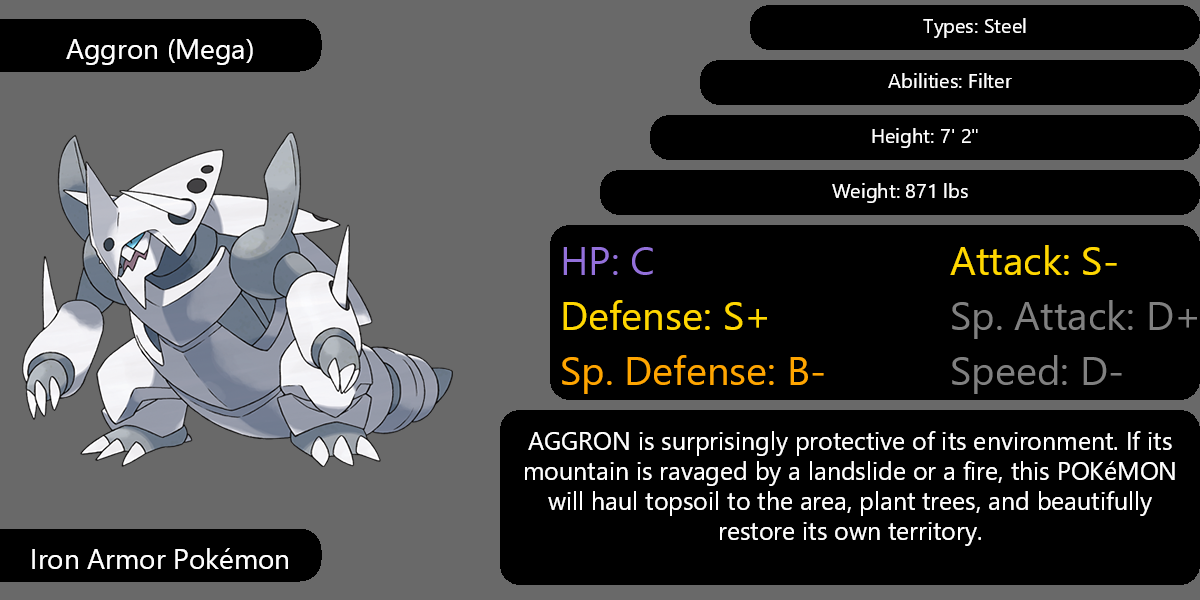 Aggron (Mega)
Types: Steel
Abilities: Filter
Height: 7' 2"
Weight: 871 lbs
HP: C
Attack: S-
Defense: S+
Sp. Attack: D+
Sp. Defense: B-
Speed: D-
AGGRON is surprisingly protective of its environment. If its
mountain is ravaged by a landslide or a fire, this POKéMON
will haul topsoil to the area, plant trees, and beautifully
restore its own territory.
Iron Armor Pokémon